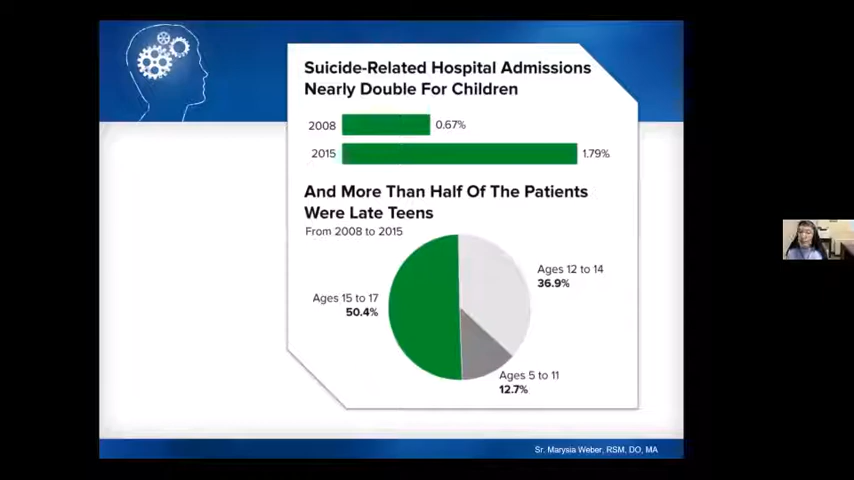 Suicide-Related Hospital Admissions
Nearly Double For Children
2008 0.67%
2015 1.79%
And More Than Half Of The Patients
Were Late Teens
From 2008 to 2015
Ages 12 to 14
36.9%
Ages 15 to 17
50.4%
Ages 5 to 11
12.7%
Sr. Marysia Weber, RSM, DO, MA